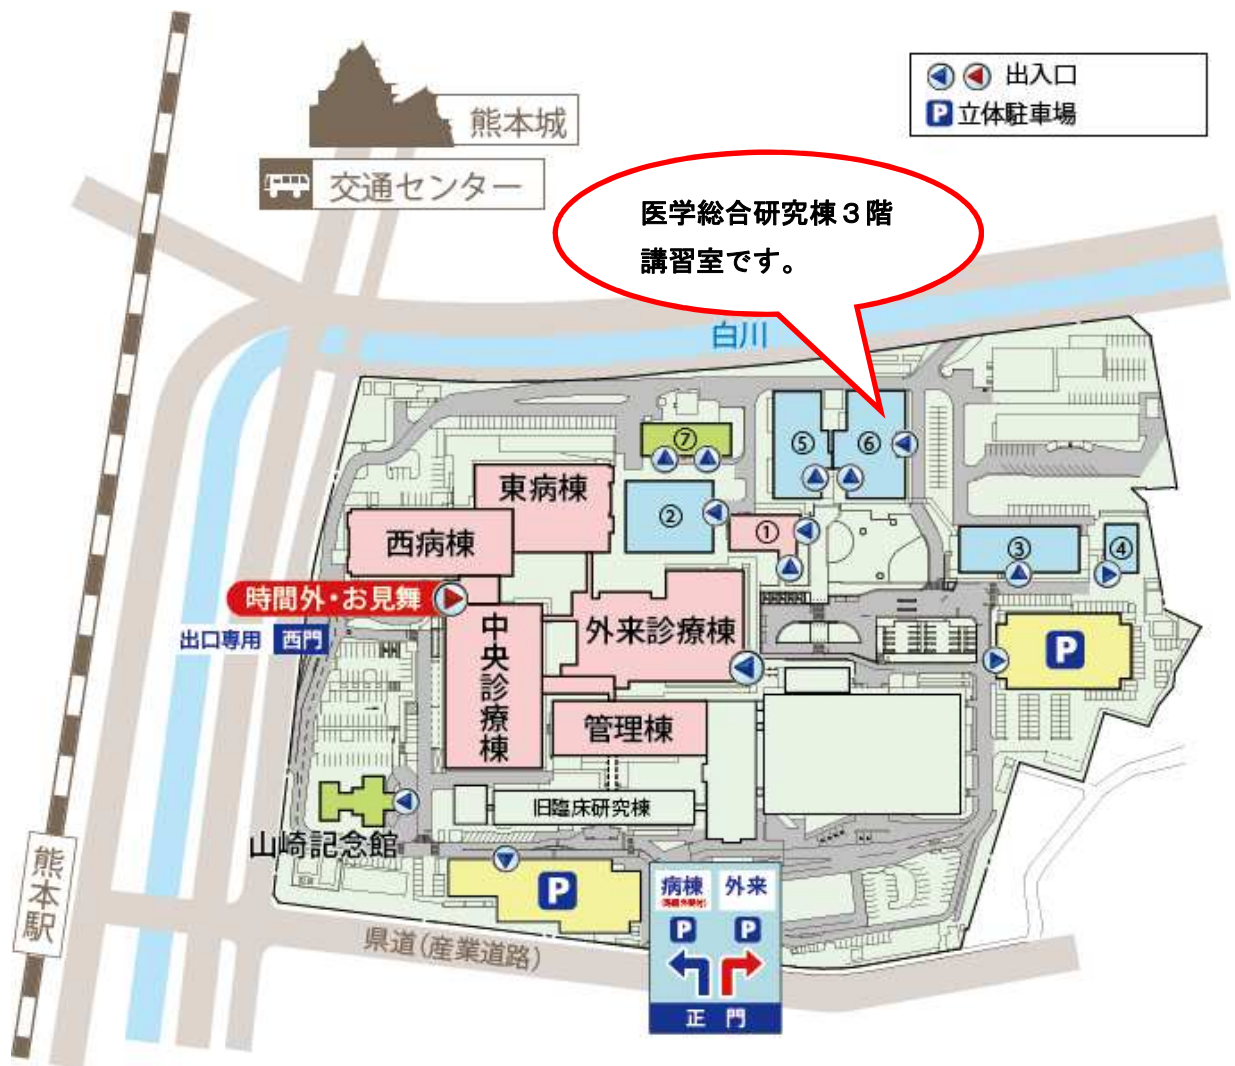 出入口
P 立体駐車場
熊本城
交通センター
医学総合研究棟３階
講習室です。
白川
⑦
⑤
⑥
東病棟
②
①
西病棟
③
④
時間外・お見舞
出口専用 西門
中央診療棟
外来診療棟
P
管理棟
旧臨床研究棟
山崎記念館
熊本駅
P
県道(産業道路)
病棟 外来
P P
正門